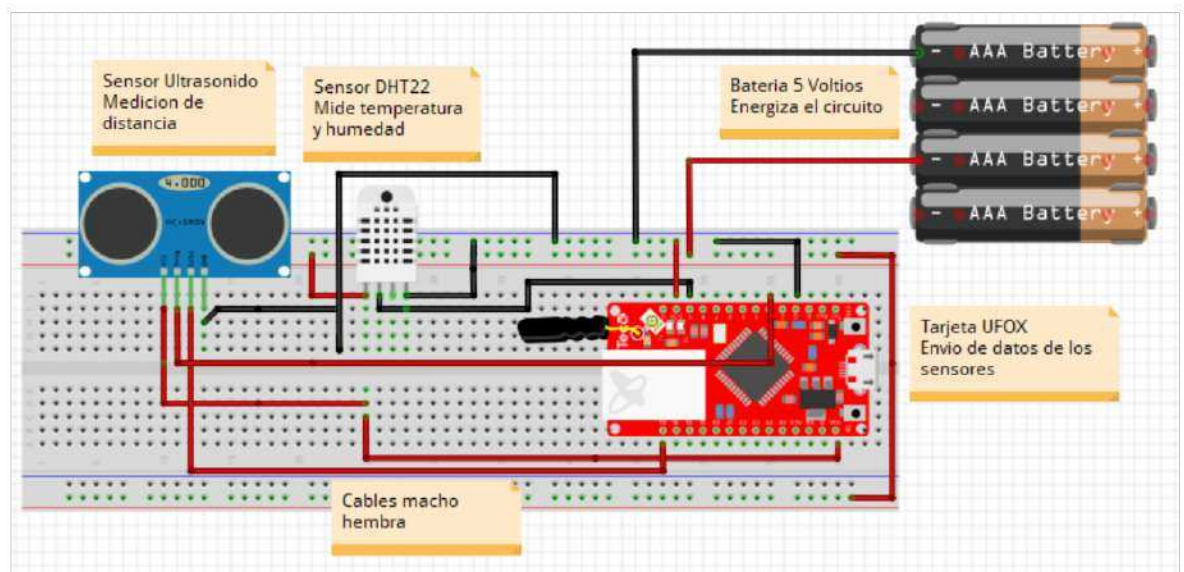 Sensor Ultrasonido
Medicion de
distancia
Sensor DHT22
Mide temperatura
y humedad
Bateria 5 Voltios
Energiza el circuito
- AAA Battery +
- AAA Battery +
- AAA Battery +
- AAA Battery +
4.000
Tarjeta UFOX
Envio de datos de los
sensores
Cables macho
hembra